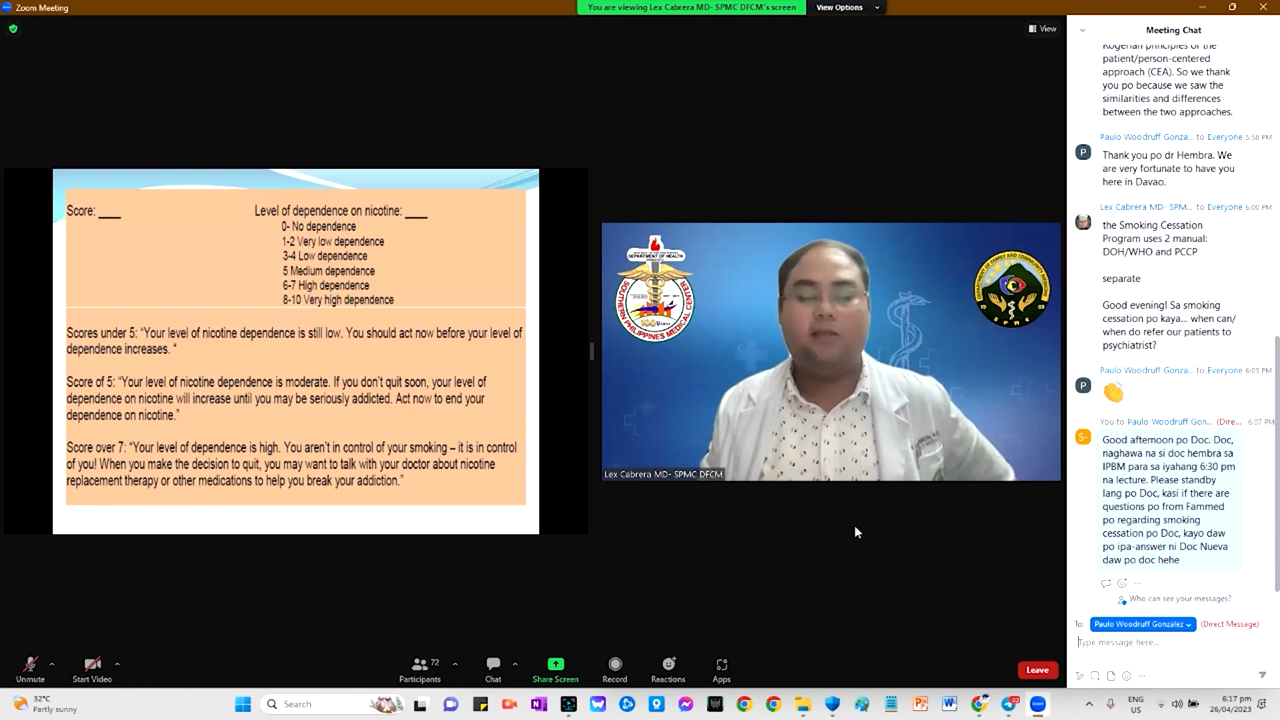 Zoom Meeting
You are viewing Lex Cabrera MD- SPMC DFCM's screen
View Options
View
Score: ____
Level of dependence on nicotine: ____
0- No dependence
1-2 Very low dependence
3-4 Low dependence
5 Medium dependence
6-7 High dependence
8-10 Very high dependence
Scores under 5: “Your level of nicotine dependence is still low. You should act now before your level of
dependence increases. “
Score of 5: “Your level of nicotine dependence is moderate. If you don’t quit soon, your level of
dependence on nicotine will increase until you may be seriously addicted. Act now to end your
dependence on nicotine.”
Score over 7: “Your level of dependence is high. You aren’t in control of your smoking – it is in control
of you! When you make the decision to quit, you may want to talk with your doctor about nicotine
replacement therapy or other medications to help you break your addiction.”
DEPARTMENT OF HEALTH
SOUTHERN PHILIPPINES MEDICAL CENTER
SPMC
Lex Cabrera MD- SPMC DFCM
Meeting Chat
Rogerian principles of the
patient/person-centered
approach (CEA). So we thank
you po because we saw the
similarities and differences
between the two approaches.
Paulo Woodruff Gonza... to Everyone 5:58 PM
P
Thank you po dr Hembra. We
are very fortunate to have you
here in Davao.
Lex Cabrera MD- SPM... to Everyone 6:00 PM
the Smoking Cessation
Program uses 2 manual:
DOH/WHO and PCCP
separate
Good evening! Sa smoking
cessation po kaya... when can/
when do refer our patients to
psychiatrist?
Paulo Woodruff Gonza... to Everyone 6:03 PM
P
You to Paulo Woodruff Gon... (Dire... 6:07 PM
S-
Good afternoon po Doc. Doc,
naghawa na si doc hembra sa
IPBM para sa iyahang 6:30 pm
na lecture. Please standby
lang po Doc, kasi if there are
questions po from Fammed
po regarding smoking
cessation po Doc, kayo daw
po ipa-answer ni Doc Nueva
daw po doc hehe
Who can see your messages?
To: Paulo Woodruff Gonzalez (Direct Message)
Type message here...
Unmute
Start Video
72
Participants
Chat
Share Screen
Record
Reactions
Apps
Leave
32°C
Partly sunny
Search
ENG
US
6:17 pm
26/04/2023